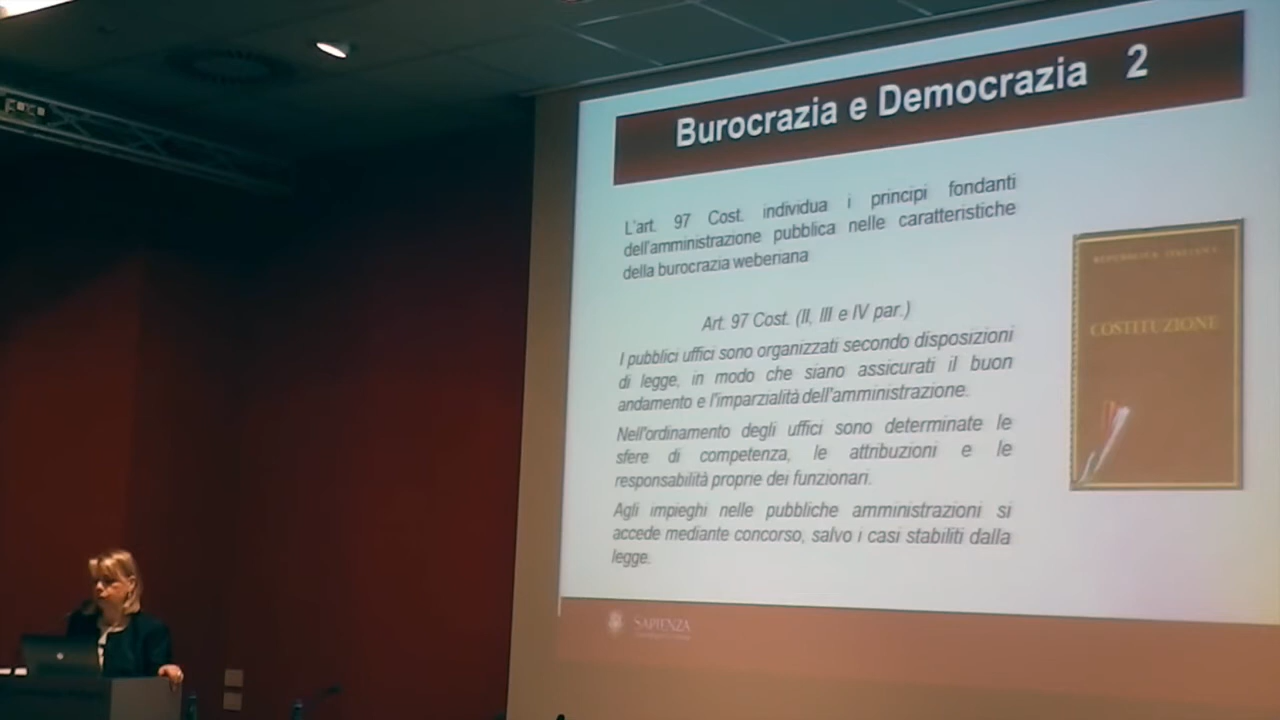 Burocrazia e Democrazia 2
L'art. 97 Cost. individua i principi fondanti
dell'amministrazione pubblica nelle caratteristiche
della burocrazia weberiana
Art. 97 Cost. (II, III e IV par.)
I pubblici uffici sono organizzati secondo disposizioni
di legge, in modo che siano assicurati il buon
andamento e l'imparzialità dell'amministrazione.
Nell'ordinamento degli uffici sono determinate le
sfere di competenza, le attribuzioni e le
responsabilità proprie dei funzionari.
Agli impieghi nelle pubbliche amministrazioni si
accede mediante concorso, salvo i casi stabiliti dalla
legge.
REPUBBLICA ITALIANA
COSTITUZIONE
SAPIENZA